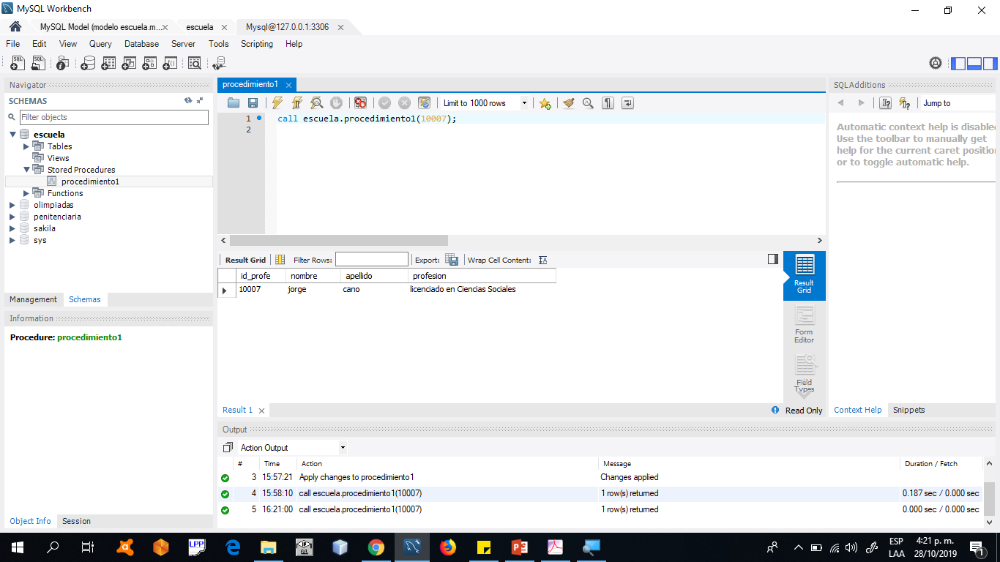 MySQL Workbench
MySQL Model (modelo escuela.m... escuela Mysql@127.0.0.1:3306
File Edit View Query Database Server Tools Scripting Help
Navigator
SCHEMAS
Filter objects
escuela
Tables
Views
Stored Procedures
procedimiento1
Functions
olimpiadas
penitenciaria
sakila
sys
Management Schemas
Information
Procedure: procedimiento1
Object Info Session
procedimiento1
Limit to 1000 rows
1 call escuela.procedimiento1(10007);
2
Result Grid Filter Rows: Export: Wrap Cell Content:
id_profe nombre apellido profesion
10007 jorge cano licenciado en Ciencias Sociales
Result Grid
Form Editor
Field Types
Result 1 Read Only
SQLAdditions
Jump to
Automatic context help is disabled
Use the toolbar to manually get
help for the current caret position
or to toggle automatic help.
Context Help Snippets
Output
Action Output
# Time Action Message Duration / Fetch
3 15:57:21 Apply changes to procedimiento1 Changes applied
4 15:58:10 call escuela.procedimiento1(10007) 1 row(s) returned 0.187 sec / 0.000 sec
5 16:21:00 call escuela.procedimiento1(10007) 1 row(s) returned 0.000 sec / 0.000 sec
LPP
ESP 4:21 p. m.
LAA 28/10/2019 1